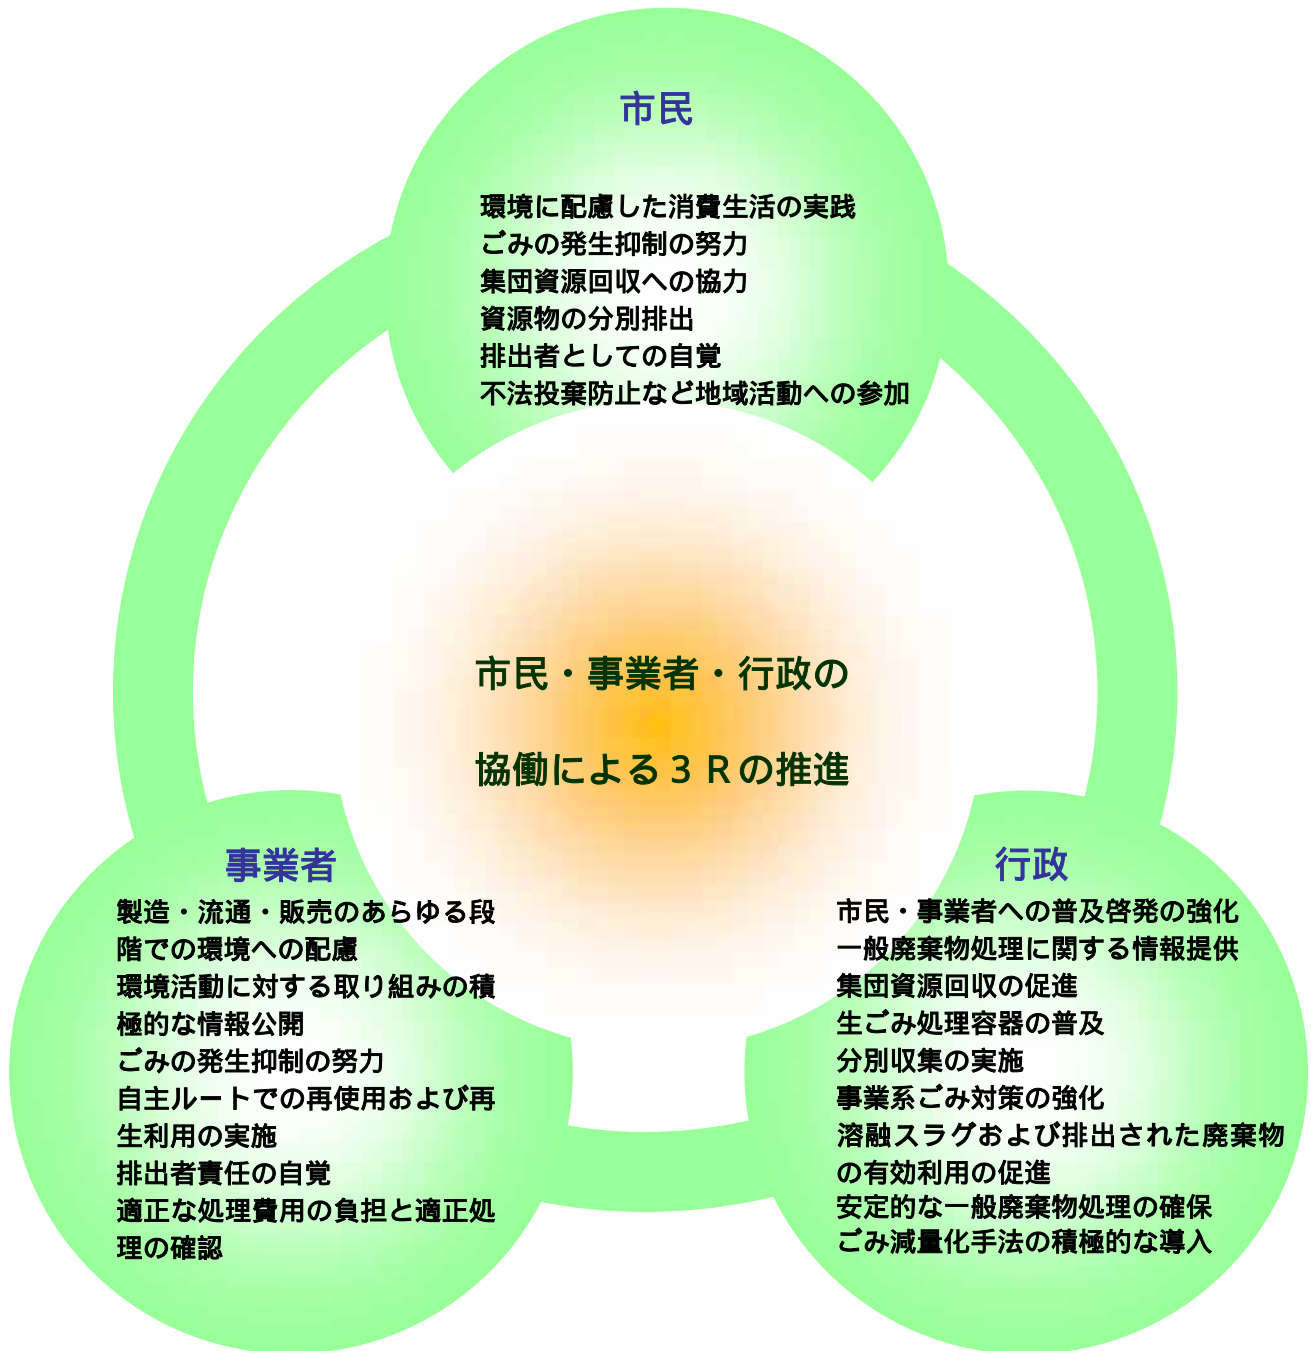 市民
環境に配慮した消費生活の実践
ごみの発生抑制の努力
集団資源回収への協力
資源物の分別排出
排出者としての自覚
不法投棄防止など地域活動への参加
市民・事業者・行政の
協働による３Ｒの推進
事業者
製造・流通・販売のあらゆる段
階での環境への配慮
環境活動に対する取り組みの積
極的な情報公開
ごみの発生抑制の努力
自主ルートでの再使用および再
生利用の実施
排出者責任の自覚
適正な処理費用の負担と適正処
理の確認
行政
市民・事業者への普及啓発の強化
一般廃棄物処理に関する情報提供
集団資源回収の促進
生ごみ処理容器の普及
分別収集の実施
事業系ごみ対策の強化
溶融スラグおよび排出された廃棄物
の有効利用の促進
安定的な一般廃棄物処理の確保
ごみ減量化手法の積極的な導入